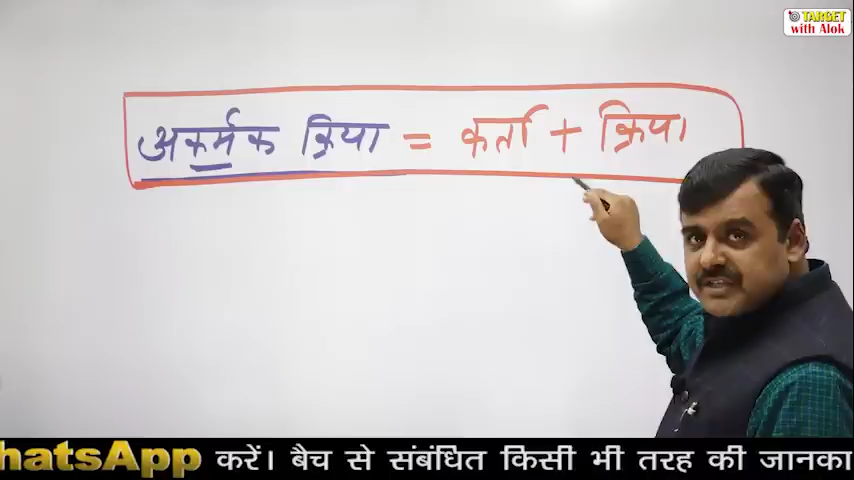 TARGET
with Alok
अकर्मक क्रिया = कर्ता + क्रिया
hatsApp करें। बैच से संबंधित किसी भी तरह की जानका